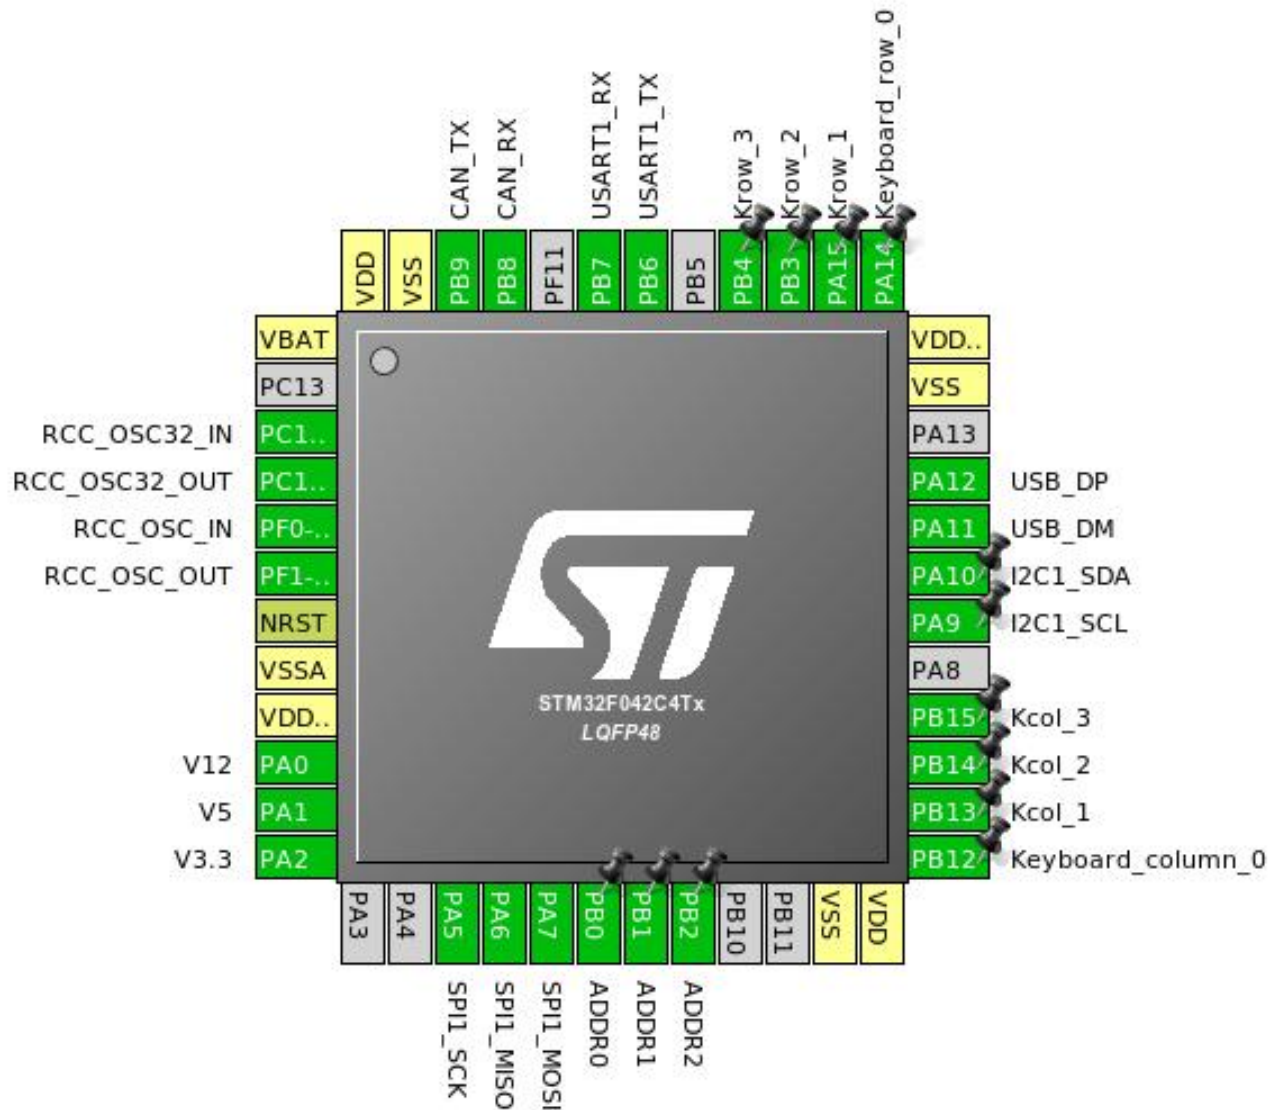 CAN_TX
CAN_RX
USART1_RX
USART1_TX
Krow_3
Krow_2
Krow_1
Keyboard_row_0
VDD
VSS
PB9
PB8
PF11
PB7
PB6
PB5
PB4
PB3
PA15
PA14
VBAT
PC13
RCC_OSC32_IN PC1..
RCC_OSC32_OUT PC1..
RCC_OSC_IN PF0-..
RCC_OSC_OUT PF1-..
NRST
VSSA
VDD..
V12 PA0
V5 PA1
V3.3 PA2
ST
STM32F042C4Tx
LQFP48
VDD..
VSS
PA13
PA12 USB_DP
PA11 USB_DM
PA10 I2C1_SDA
PA9 I2C1_SCL
PA8
PB15 Kcol_3
PB14 Kcol_2
PB13 Kcol_1
PB12 Keyboard_column_0
PA3
PA4
PA5
PA6
PA7
PB0
PB1
PB2
PB10
PB11
VSS
VDD
SPI1_SCK
SPI1_MISO
SPI1_MOSI
ADDR0
ADDR1
ADDR2